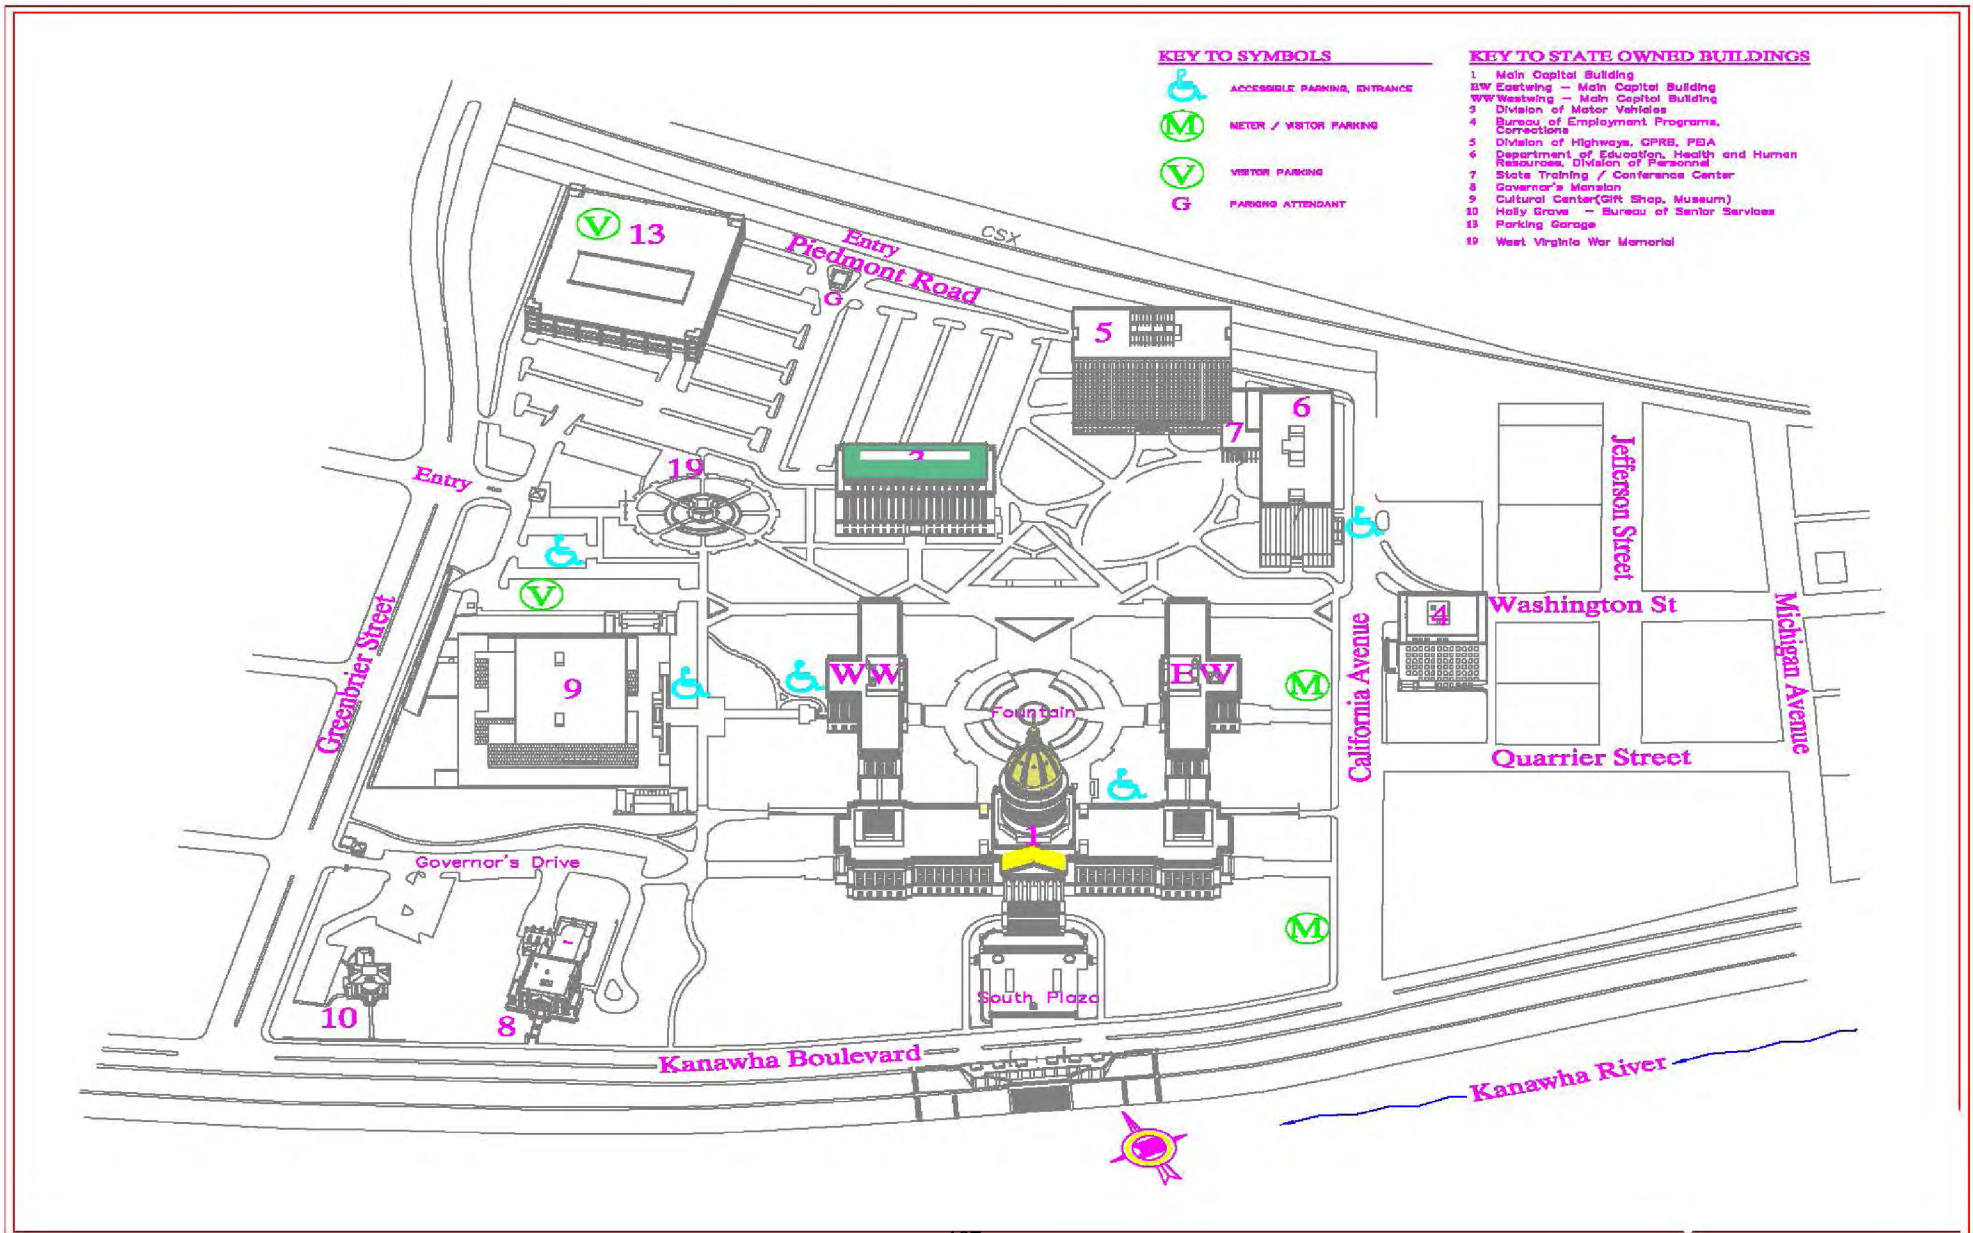 KEY TO SYMBOLS
ACCESSIBLE PARKING, ENTRANCE
M METER / VISITOR PARKING
V VISITOR PARKING
G PARKING ATTENDANT
KEY TO STATE OWNED BUILDINGS
1 Main Capitol Building
EW Eastwing - Main Capitol Building
WW Westwing - Main Capitol Building
3 Division of Motor Vehicles
4 Bureau of Employment Programs,
Corrections
5 Division of Highways, CPRB, PEIA
6 Department of Education, Health and Human
Resources, Division of Personnel
7 State Training / Conference Center
8 Governor's Mansion
9 Cultural Center(Gift Shop, Museum)
10 Holly Grove - Bureau of Senior Services
13 Parking Garage
19 West Virginia War Memorial
V
13
Entry
Piedmont Road
CSX
G
5
6
7
Entry
19
Jefferson Street
V
Greenbrier Street
9
WW
EW
Fountain
M
California Avenue
4
Washington St
Michigan Avenue
Quarrier Street
1
Governor's Drive
M
South Plaza
10
8
Kanawha Boulevard
Kanawha River